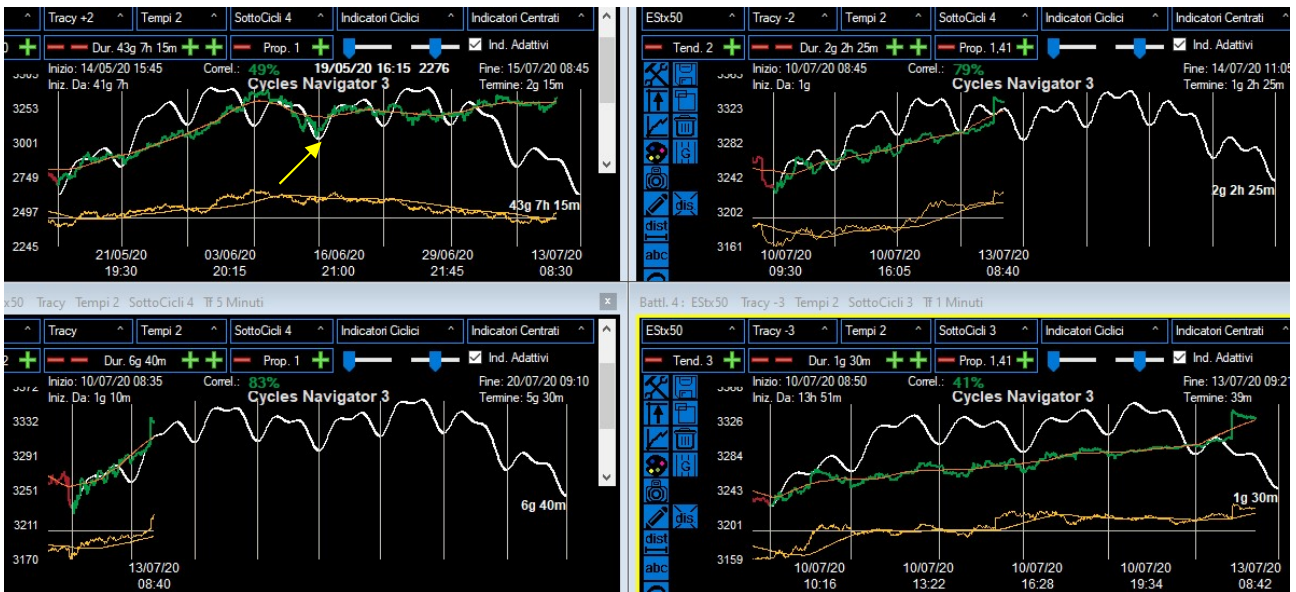 Tracy +2 ^ Tempi 2 ^ SottoCicli 4 ^ Indicatori Ciclici ^ Indicatori Centrati ^
Dur. 43g 7h 15m Prop. 1 Ind. Adattivi
Inizio: 14/05/20 15:45 Correl.: 49% 19/05/20 16:15 2276 Fine: 15/07/20 08:45
Iniz. Da: 41g 7h Cycles Navigator 3 Termine: 2g 15m
3253
3001
2749
2497
2245
43g 7h 15m
21/05/20 03/06/20 16/06/20 29/06/20 13/07/20
19:30 20:15 21:00 21:45 08:30
EStx50 ^ Tracy -2 ^ Tempi 2 ^ SottoCicli 4 ^ Indicatori Ciclici ^ Indicatori Centrati ^
Tend. 2 Dur. 2g 2h 25m Prop. 1,41 Ind. Adattivi
Inizio: 10/07/20 08:45 Correl.: 79% Fine: 14/07/20 11:05
Iniz. Da: 1g Cycles Navigator 3 Termine: 1g 2h 25m
3323
3282
3242
3202
3161
G
dis
dist
abc
2g 2h 25m
10/07/20 10/07/20 13/07/20
09:30 16:05 08:40
x50 Tracy Tempi 2 SottoCicli 4 Tf 5 Minuti x
^ Tracy ^ Tempi 2 ^ SottoCicli 4 ^ Indicatori Ciclici ^ Indicatori Centrati ^
2 Dur. 6g 40m Prop. 1 Ind. Adattivi
Inizio: 10/07/20 08:35 Correl.: 83% Fine: 20/07/20 09:10
Iniz. Da: 1g 10m Cycles Navigator 3 Termine: 5g 30m
3332
3291
3251
3211
3170
6g 40m
13/07/20
08:40
Battl. 4 : EStx50 Tracy -3 Tempi 2 SottoCicli 3 Tf 1 Minuti
EStx50 ^ Tracy -3 ^ Tempi 2 ^ SottoCicli 3 ^ Indicatori Ciclici ^ Indicatori Centrati ^
Tend. 3 Dur. 1g 30m Prop. 1,41 Ind. Adattivi
Inizio: 10/07/20 08:50 Correl.: 41% Fine: 13/07/20 09:21
Iniz. Da: 13h 51m Cycles Navigator 3 Termine: 39m
3326
3284
3243
3201
3159
G
dis
dist
abc
1g 30m
10/07/20 10/07/20 10/07/20 10/07/20 13/07/20
10:16 13:22 16:28 19:34 08:42